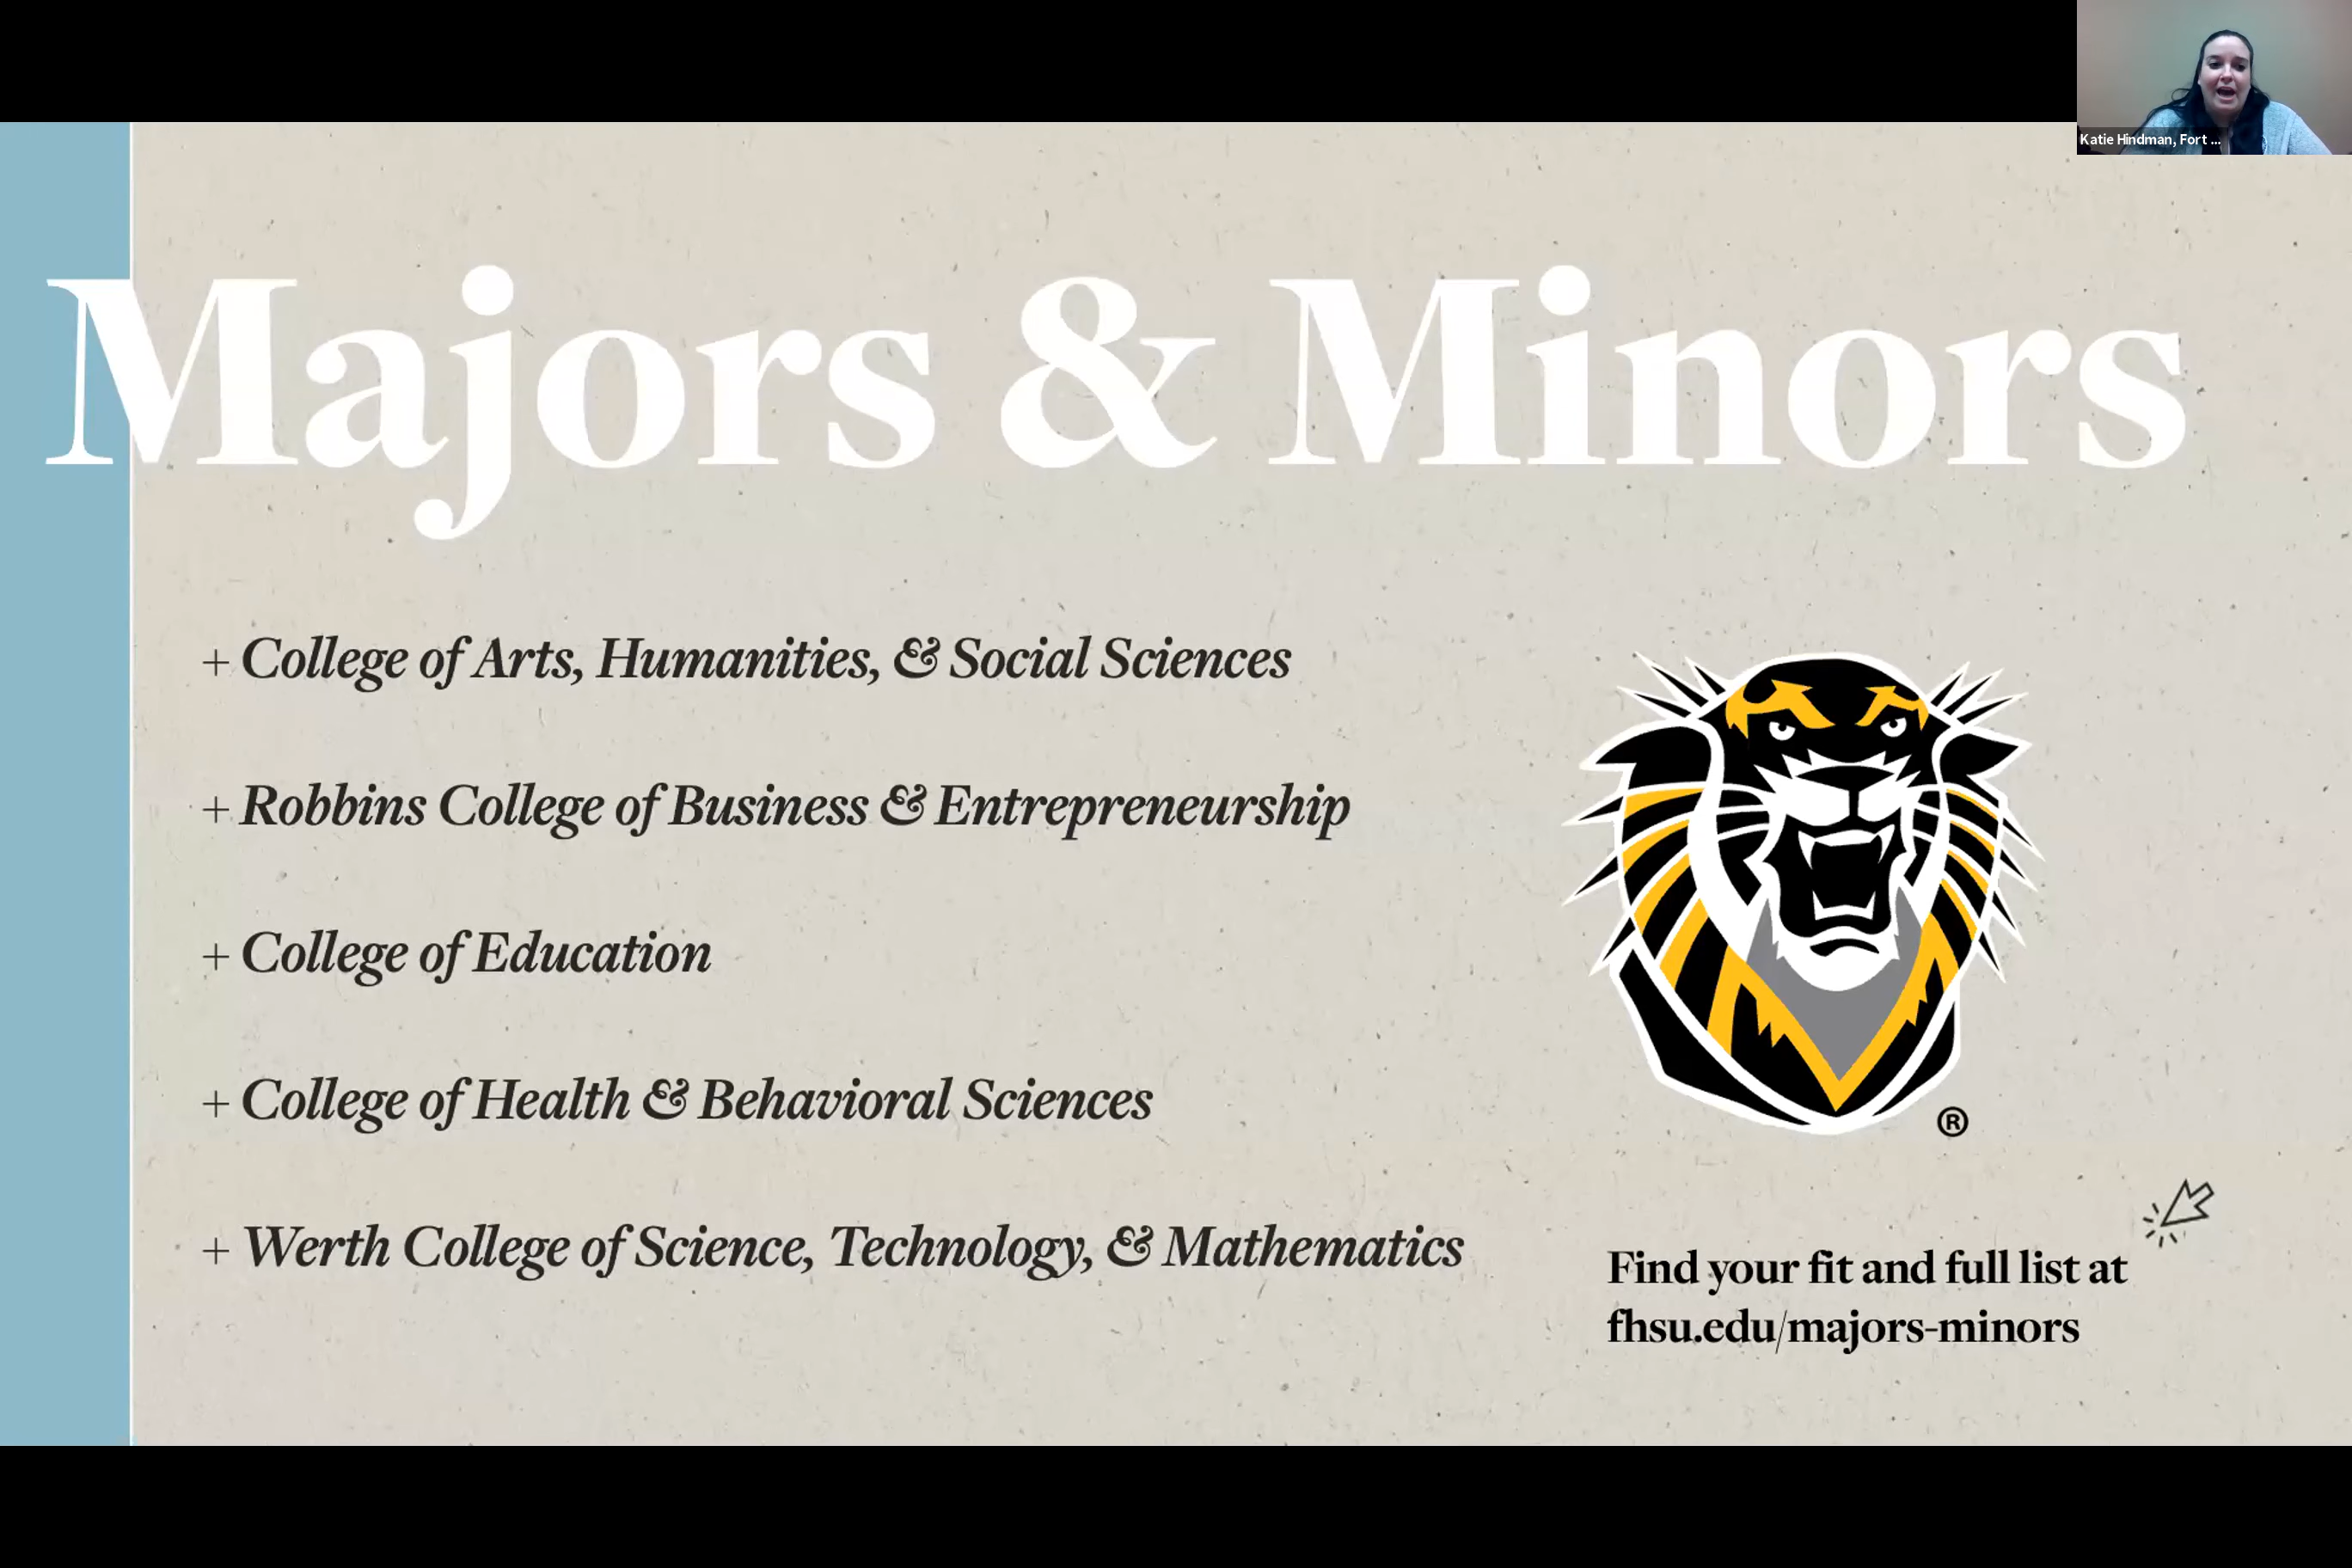 Katie Hindman, Fort ...
Majors & Minors
+ College of Arts, Humanities, & Social Sciences
+ Robbins College of Business & Entrepreneurship
+ College of Education
+ College of Health & Behavioral Sciences
+ Werth College of Science, Technology, & Mathematics
®
Find your fit and full list at
fhsu.edu/majors-minors